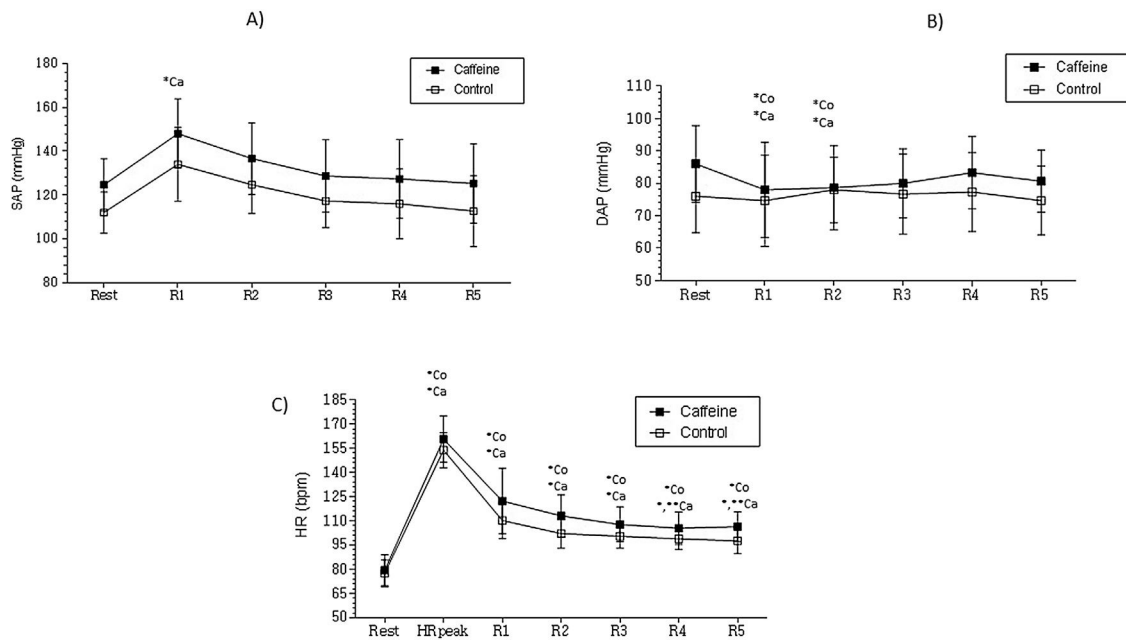 A)
180
160
140
120
100
80
SAP (mmHg)
*Ca
Caffeine
Control
Rest R1 R2 R3 R4 R5
B)
110
100
90
80
70
60
50
DAP (mmHg)
*Co
*Ca
*Co
*Ca
Caffeine
Control
Rest R1 R2 R3 R4 R5
C)
185
170
155
140
125
110
95
80
65
50
HR (bpm)
*Co
*Ca
*Co
*Ca
*Co
*Ca
*Co
*Ca
*Co
*,**Ca
*Co
*,**Ca
Caffeine
Control
Rest HRpeak R1 R2 R3 R4 R5